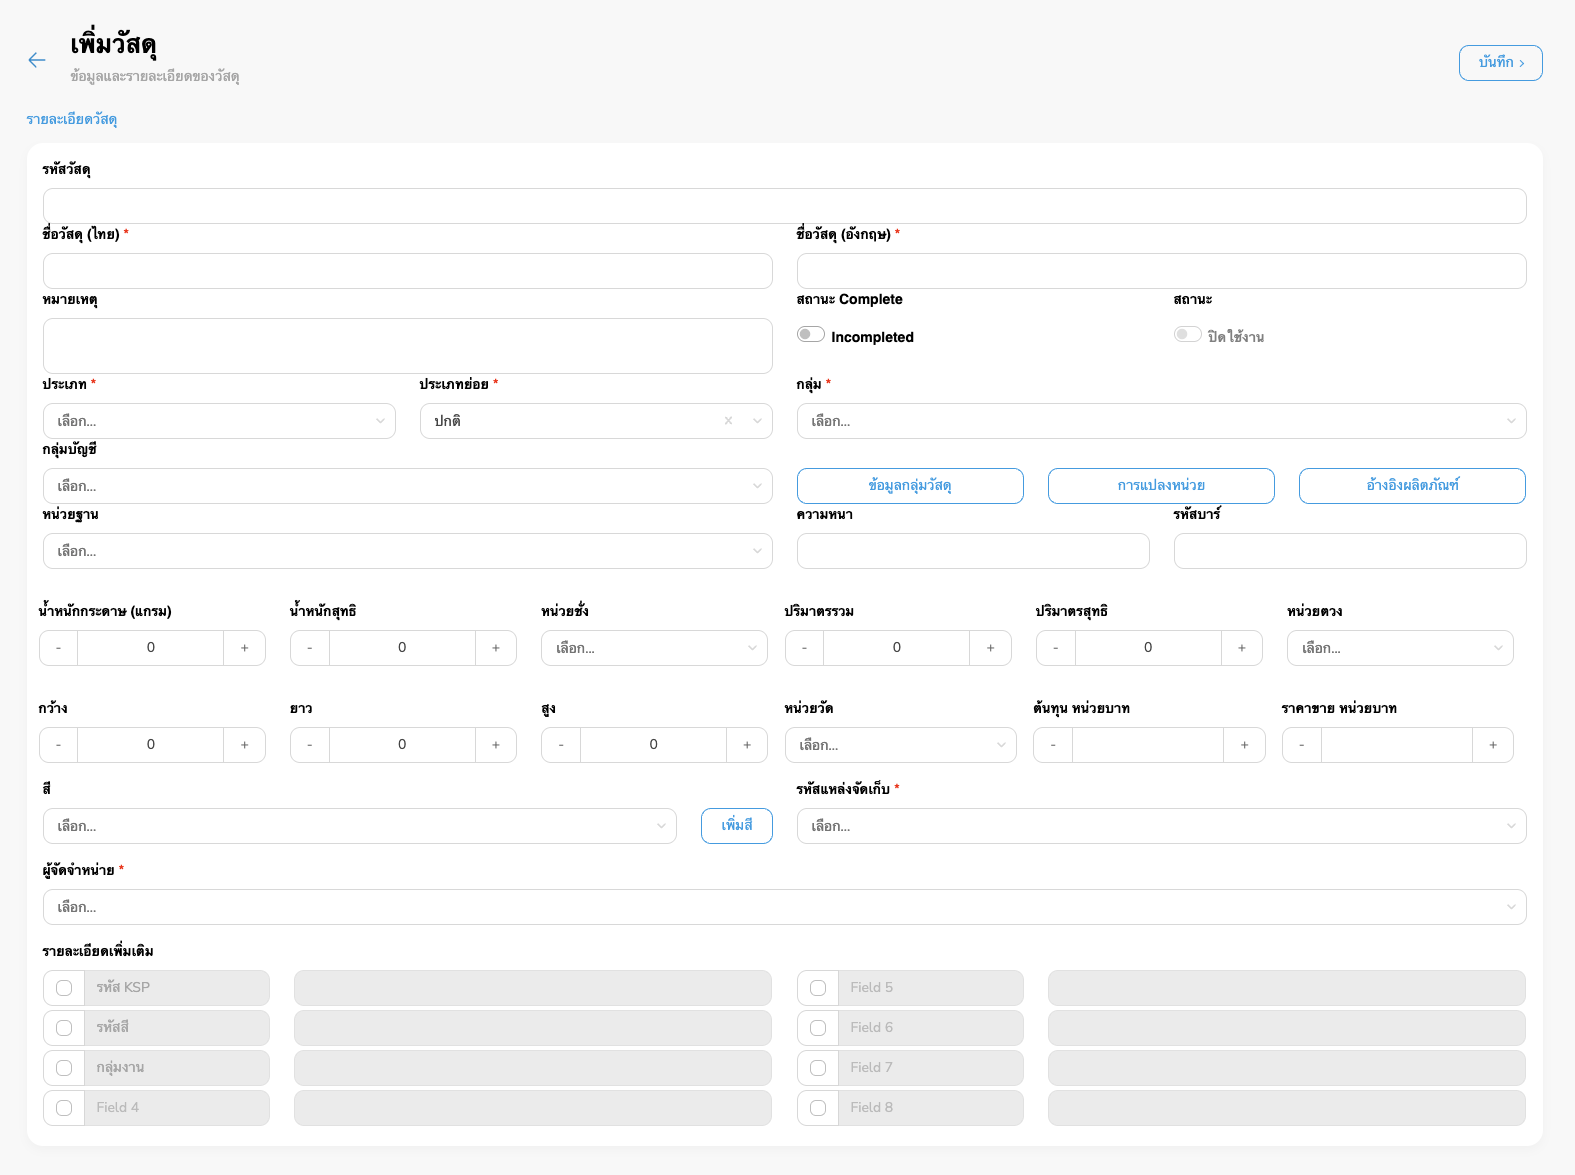 เพิ่มวัสดุ
ข้อมูลและรายละเอียดของวัสดุ
บันทึก ›
รายละเอียดวัสดุ
รหัสวัสดุ
ชื่อวัสดุ (ไทย) * ชื่อวัสดุ (อังกฤษ) *
หมายเหตุ สถานะ Complete สถานะ
Incompleted ปิดใช้งาน
ประเภท * ประเภทย่อย * กลุ่ม *
เลือก... ปกติ × เลือก...
กลุ่มบัญชี
เลือก... ข้อมูลกลุ่มวัสดุ การแปลงหน่วย อ้างอิงผลิตภัณฑ์
หน่วยฐาน ความหนา รหัสบาร์
เลือก...
น้ำหนักกระดาษ (แกรม) น้ำหนักสุทธิ หน่วยชั่ง ปริมาตรรวม ปริมาตรสุทธิ หน่วยตวง
- 0 + - 0 + เลือก... - 0 + - 0 + เลือก...
กว้าง ยาว สูง หน่วยวัด ต้นทุน หน่วยบาท ราคาขาย หน่วยบาท
- 0 + - 0 + - 0 + เลือก... - + - +
สี รหัสแหล่งจัดเก็บ *
เลือก... เพิ่มสี เลือก...
ผู้จัดจำหน่าย *
เลือก...
รายละเอียดเพิ่มเติม
รหัส KSP Field 5
รหัสสี Field 6
กลุ่มงาน Field 7
Field 4 Field 8